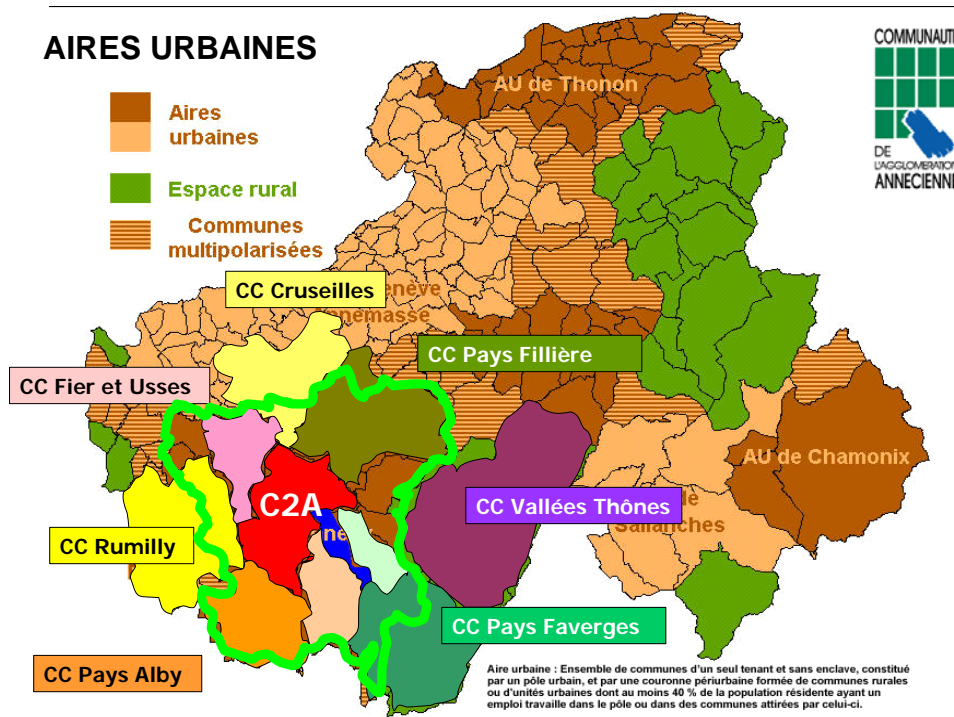 AIRES URBAINES
COMMUNAUTÉ
DE
L'AGGLOMERATION
ANNECIENNE
Aires
urbaines
Espace rural
Communes
multipolarisées
AU de Thonon
CC Cruseilles
CC Pays Fillière
CC Fier et Usses
C2A
AU de Chamonix
CC Vallées Thônes
de
Sallanches
CC Rumilly
CC Pays Faverges
CC Pays Alby
Aire urbaine : Ensemble de communes d'un seul tenant et sans enclave, constitué
par un pôle urbain, et par une couronne périurbaine formée de communes rurales
ou d'unités urbaines dont au moins 40 % de la population résidente ayant un
emploi travaille dans le pôle ou dans des communes attirées par celui-ci.